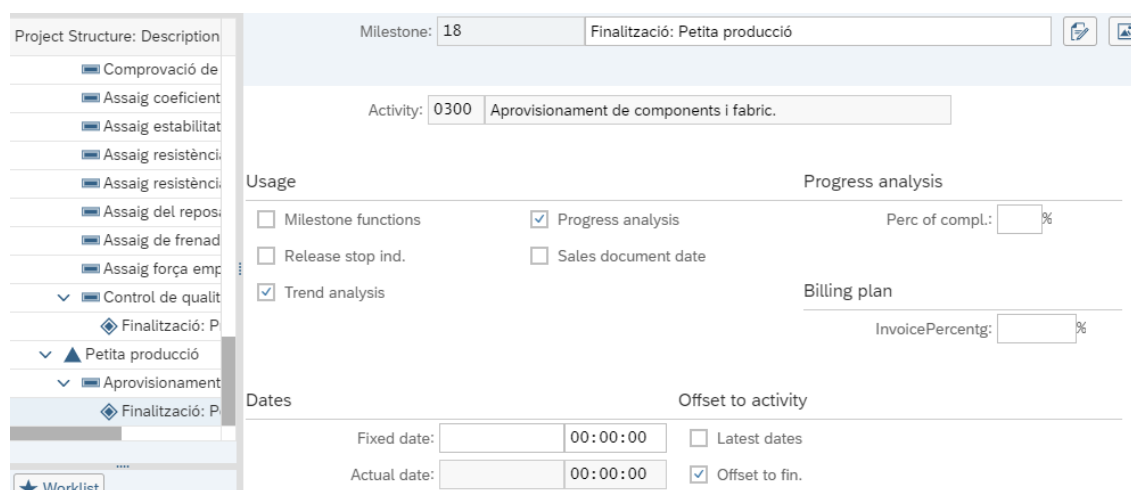 Project Structure: Description
Comprovació de
Assaig coeficient
Assaig estabilitat
Assaig resistència
Assaig resistència
Assaig del repos
Assaig de frenad
Assaig força emp
Control de qualit
Finalització: P
Petita producció
Aprovisionament
Finalització: P
Worklist
Milestone: 18 Finalització: Petita producció
Activity: 0300 Aprovisionament de components i fabric.
Usage
Milestone functions
Progress analysis
Release stop ind.
Sales document date
Trend analysis
Progress analysis
Perc of compl.: %
Billing plan
InvoicePercentg: %
Dates
Fixed date: 00:00:00
Actual date: 00:00:00
Offset to activity
Latest dates
Offset to fin.